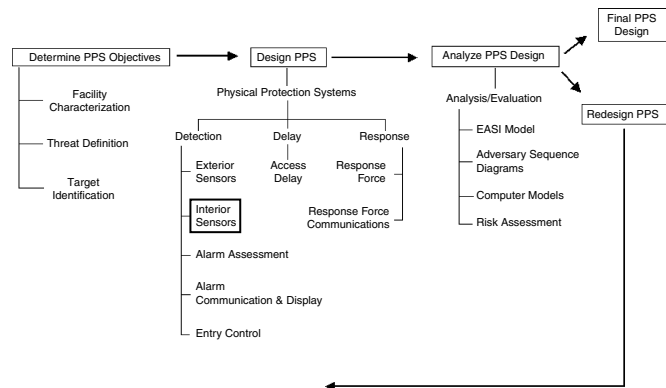 Final PPS
Design
Determine PPS Objectives
Design PPS
Analyze PPS Design
Redesign PPS
Facility
Characterization
Threat Definition
Target
Identification
Physical Protection Systems
Detection
Delay
Response
Exterior
Sensors
Interior
Sensors
Alarm Assessment
Alarm
Communication & Display
Entry Control
Access
Delay
Response
Force
Response Force
Communications
Analysis/Evaluation
EASI Model
Adversary Sequence
Diagrams
Computer Models
Risk Assessment